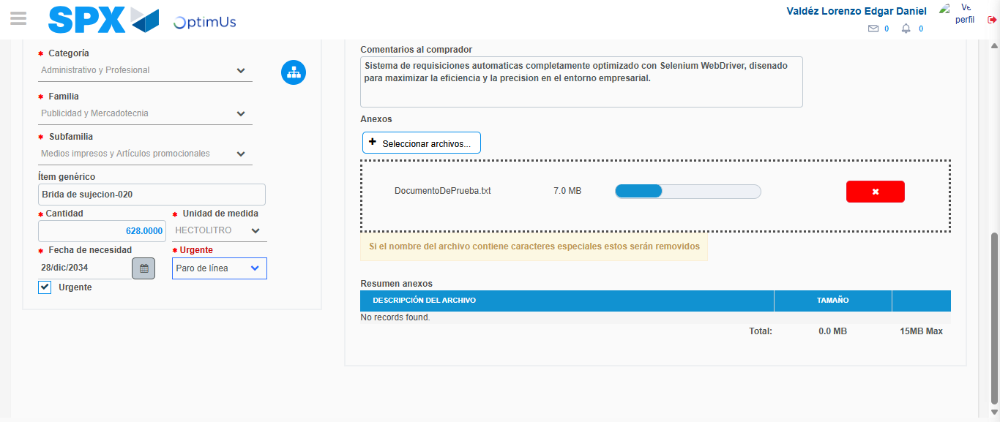 SPX
OptimUs
Valdéz Lorenzo Edgar Daniel
Ve
perfil
0
0
* Categoría
Administrativo y Profesional
* Familia
Publicidad y Mercadotecnia
* Subfamilia
Medios impresos y Artículos promocionales
Ítem genérico
Brida de sujecion-020
* Cantidad
* Unidad de medida
628.0000
HECTOLITRO
* Fecha de necesidad
* Urgente
28/dic/2034
Paro de línea
Urgente
Comentarios al comprador
Sistema de requisiciones automaticas completamente optimizado con Selenium WebDriver, disenado
para maximizar la eficiencia y la precision en el entorno empresarial.
Anexos
Seleccionar archivos...
DocumentoDePrueba.txt 7.0 MB
Si el nombre del archivo contiene caracteres especiales estos serán removidos
Resumen anexos
DESCRIPCIÓN DEL ARCHIVO TAMAÑO
No records found.
Total: 0.0 MB 15MB Max